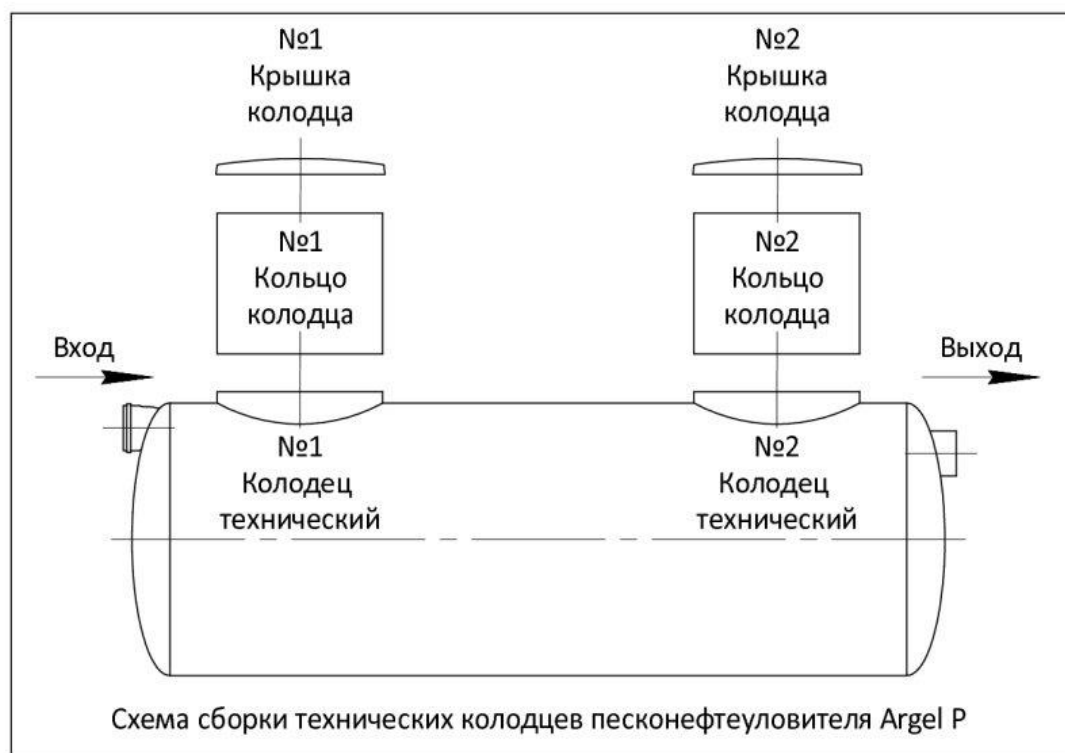 №1
Крышка
колодца
№2
Крышка
колодца
№1
Кольцо
колодца
№2
Кольцо
колодца
Вход
Выход
№1
Колодец
технический
№2
Колодец
технический
Схема сборки технических колодцев песконефтеуловителя Argel P